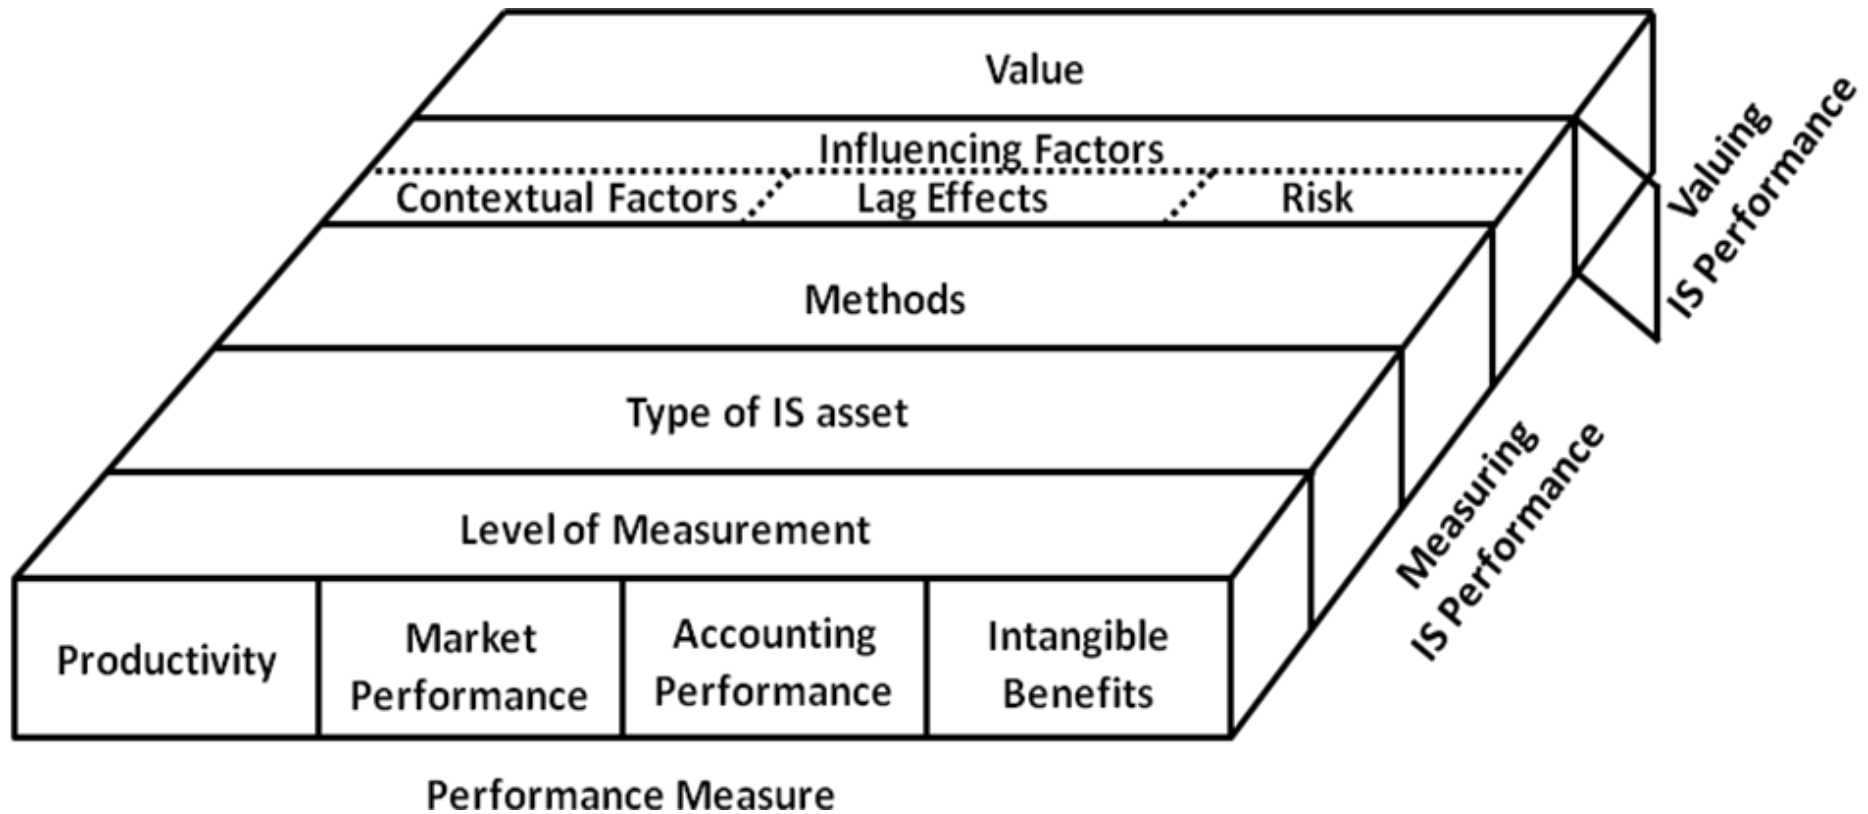 Value
Influencing Factors
Contextual Factors
Lag Effects
Risk
Methods
Type of IS asset
Level of Measurement
Productivity
Market
Performance
Accounting
Performance
Intangible
Benefits
Performance Measure
Measuring
IS Performance
Valuing
IS Performance